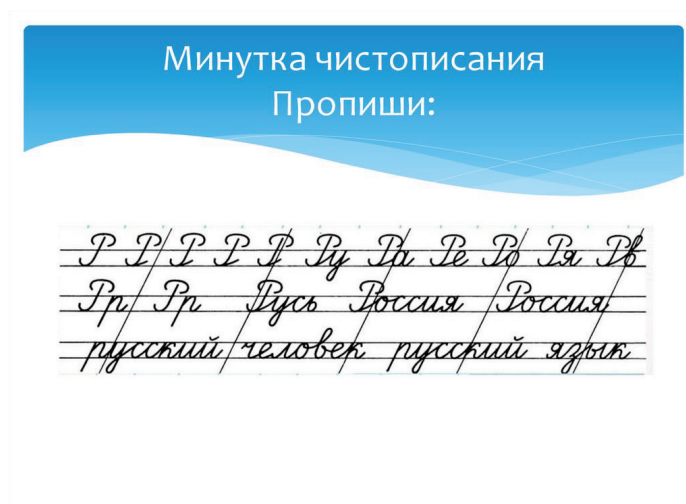 Минутка чистописания
Пропиши:
Р Р Р Р Р Ру Ра Ре Ро Ря Рв
Рр Рр Русь Россия Россия
русский человек русский язык